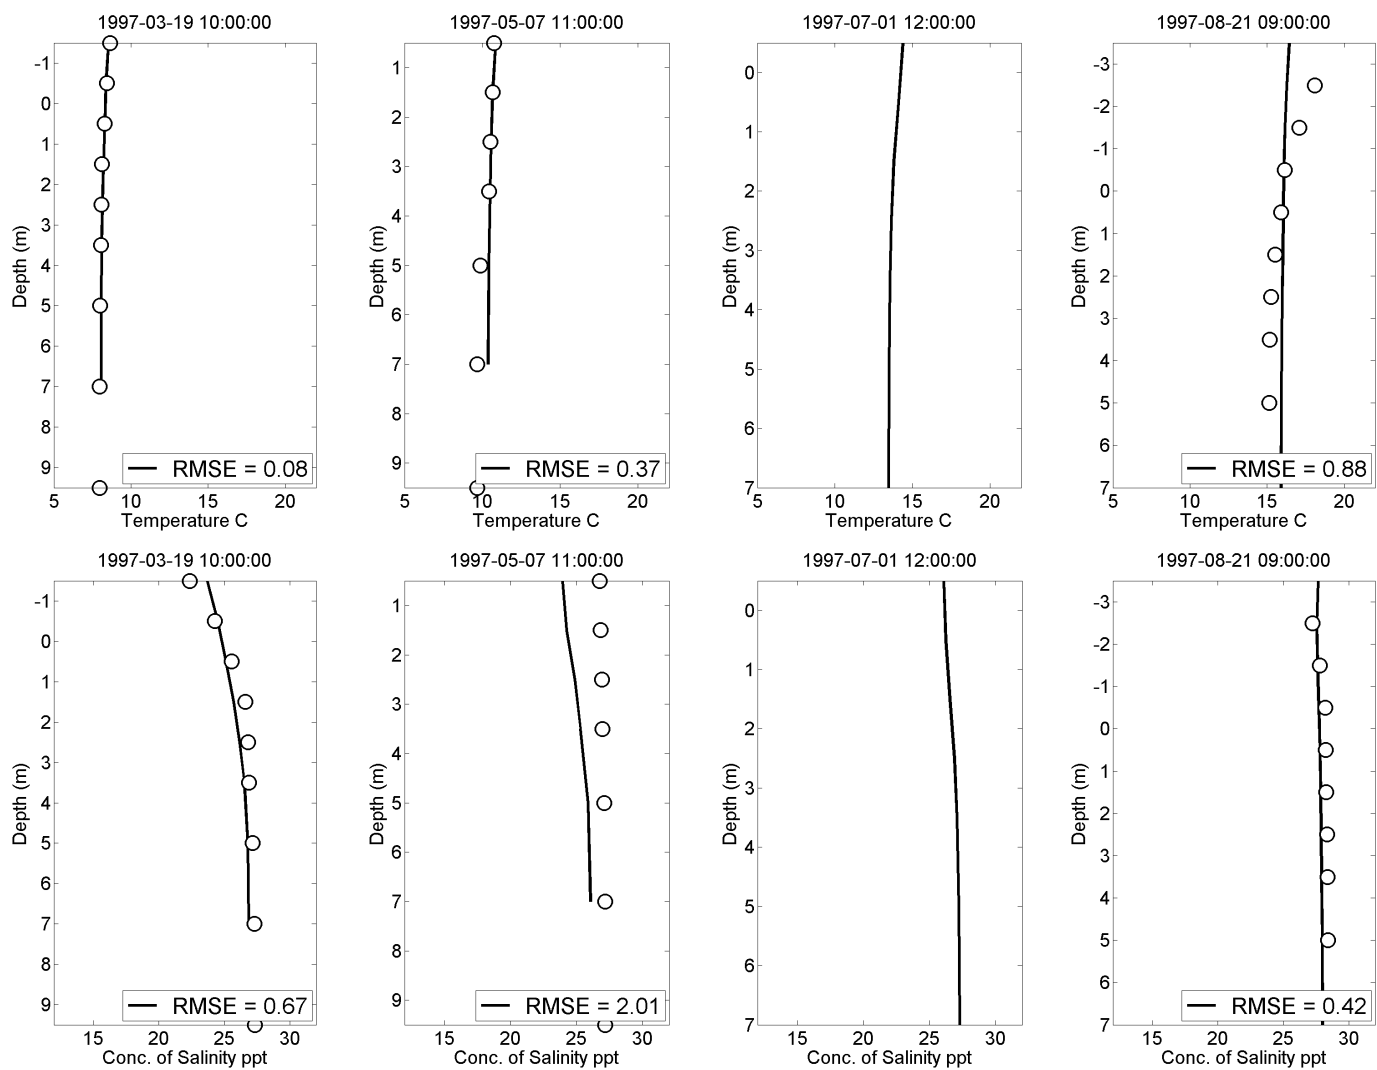 1997-03-19 10:00:00
-1
0
1
2
3
4
5
6
7
8
9
Depth (m)
RMSE = 0.08
5 10 15 20
Temperature C
1997-05-07 11:00:00
1
2
3
4
5
6
7
8
9
Depth (m)
RMSE = 0.37
5 10 15 20
Temperature C
1997-07-01 12:00:00
0
1
2
3
4
5
6
7
Depth (m)
5 10 15 20
Temperature C
1997-08-21 09:00:00
-3
-2
-1
0
1
2
3
4
5
6
7
Depth (m)
RMSE = 0.88
5 10 15 20
Temperature C
1997-03-19 10:00:00
-1
0
1
2
3
4
5
6
7
8
9
Depth (m)
RMSE = 0.67
15 20 25 30
Conc. of Salinity ppt
1997-05-07 11:00:00
1
2
3
4
5
6
7
8
9
Depth (m)
RMSE = 2.01
15 20 25 30
Conc. of Salinity ppt
1997-07-01 12:00:00
0
1
2
3
4
5
6
7
Depth (m)
15 20 25 30
Conc. of Salinity ppt
1997-08-21 09:00:00
-3
-2
-1
0
1
2
3
4
5
6
7
Depth (m)
RMSE = 0.42
15 20 25 30
Conc. of Salinity ppt